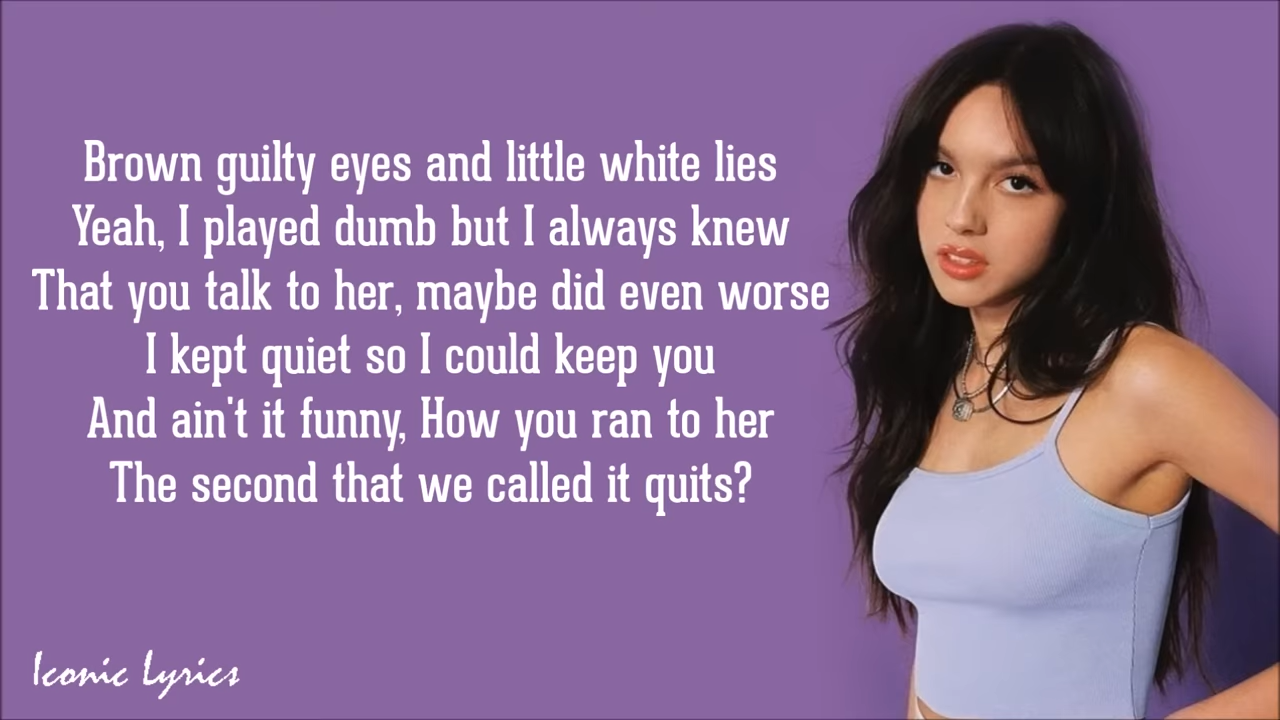 Brown guilty eyes and little white lies
Yeah, I played dumb but I always knew
That you talk to her, maybe did even worse
I kept quiet so I could keep you
And ain't it funny, How you ran to her
The second that we called it quits?
Iconic Lyrics